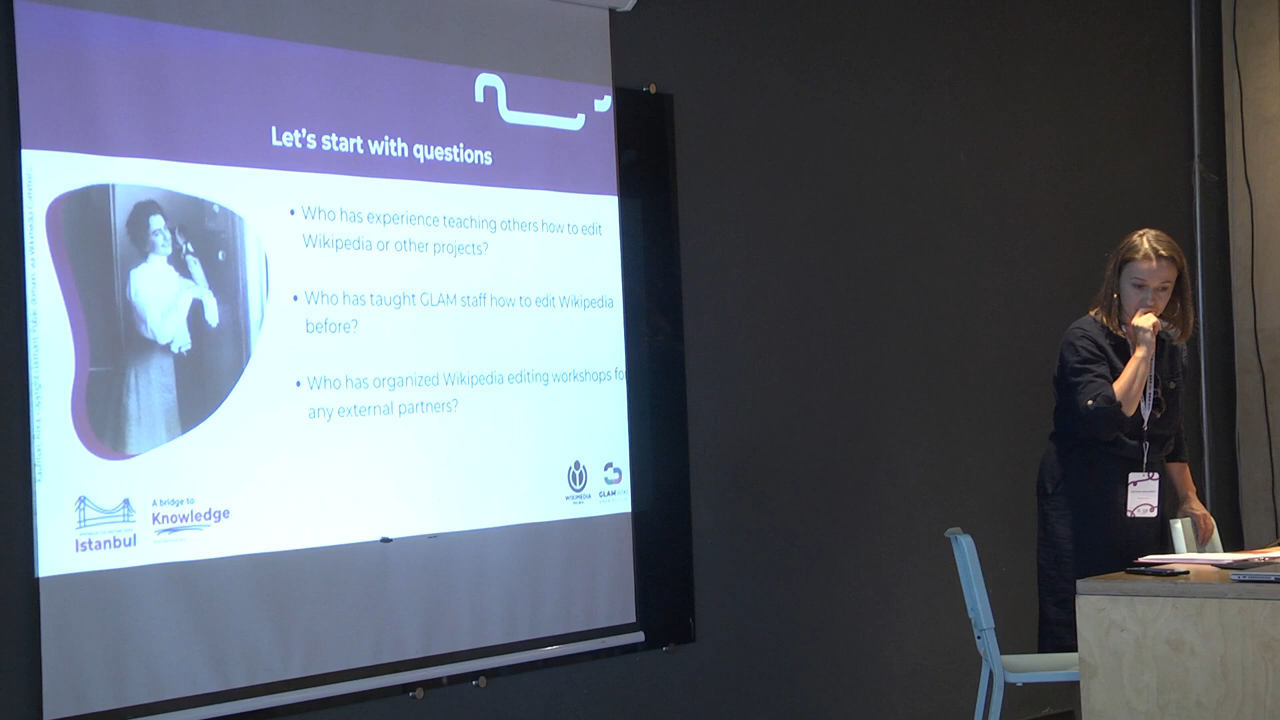 Let's start with questions
• Who has experience teaching others how to edit
Wikipedia or other projects?
• Who has taught GLAM staff how to edit Wikipedia
before?
• Who has organized Wikipedia editing workshops for
any external partners?
A bridge to
Knowledge
Istanbul
WIKIMEDIA
GLAM